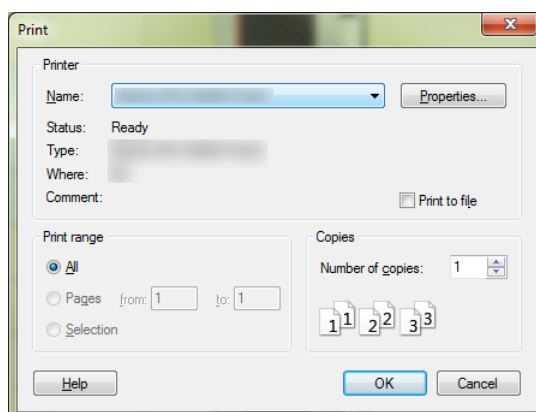 Print
Printer
Name:
Properties...
Status: Ready
Type:
Where:
Comment:
Print to file
Print range
All
Pages from: 1 to: 1
Selection
Copies
Number of copies: 1
1 1 2 2 3 3
Help
OK
Cancel